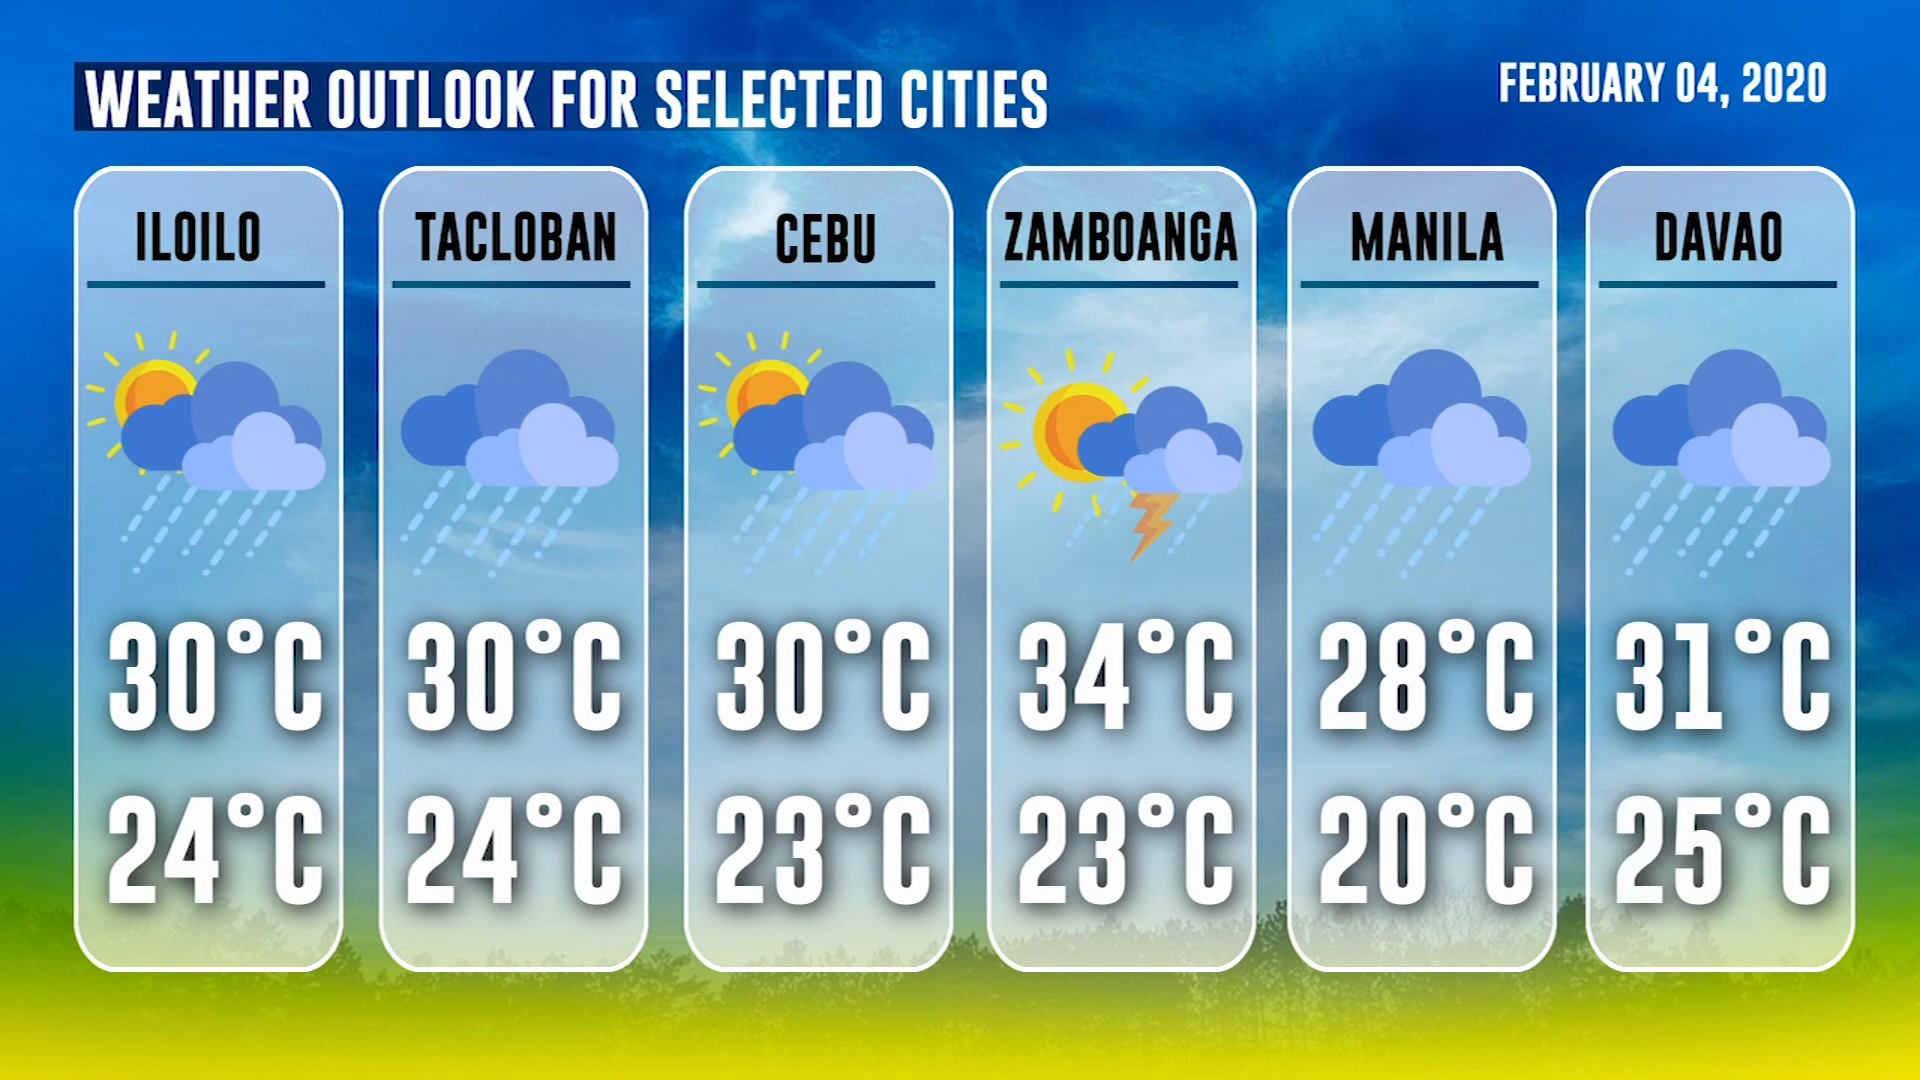 WEATHER OUTLOOK FOR SELECTED CITIES
FEBRUARY 04, 2020
ILOILO
30°C
24°C
TACLOBAN
30°C
24°C
CEBU
30°C
23°C
ZAMBOANGA
34°C
23°C
MANILA
28°C
20°C
DAVAO
31°C
25°C